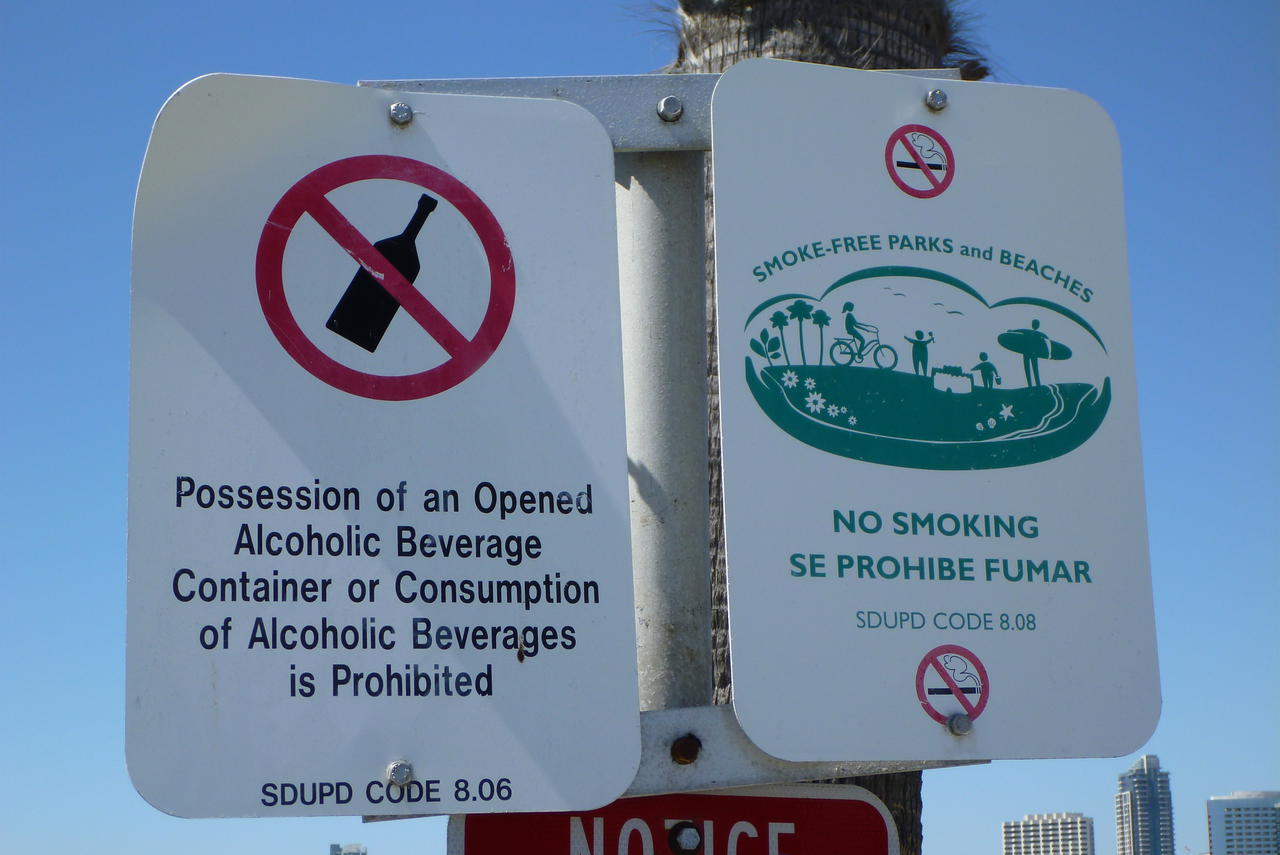 Possession of an Opened
Alcoholic Beverage
Container or Consumption
of Alcoholic Beverages
is Prohibited
SDUPD CODE 8.06
SMOKE-FREE PARKS and BEACHES
NO SMOKING
SE PROHIBE FUMAR
SDUPD CODE 8.08
NOTICE